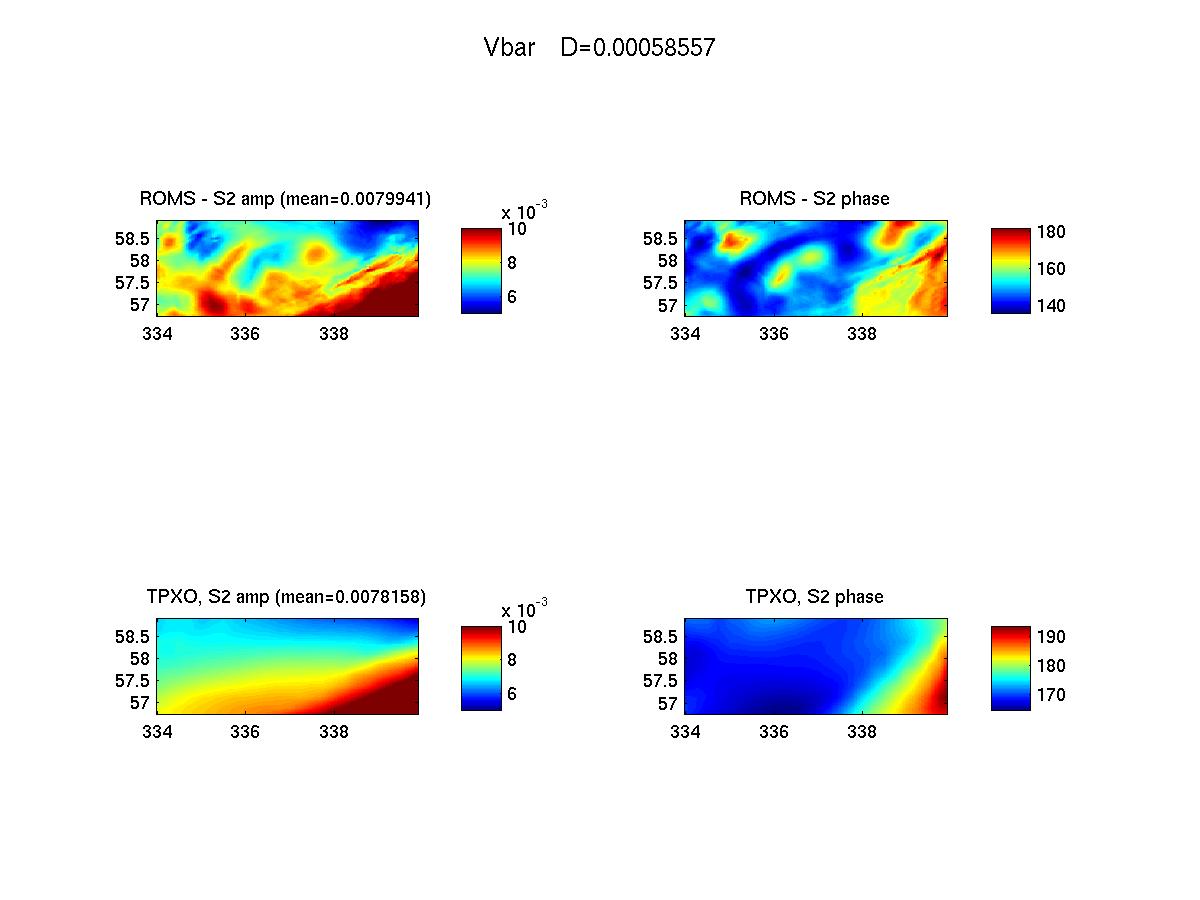 Vbar D=0.00058557
ROMS - S2 amp (mean=0.0079941)
x 10^-3
58.5
58
57.5
57
334 336 338
10
8
6
ROMS - S2 phase
58.5
58
57.5
57
334 336 338
180
160
140
TPXO, S2 amp (mean=0.0078158)
x 10^-3
58.5
58
57.5
57
334 336 338
10
8
6
TPXO, S2 phase
58.5
58
57.5
57
334 336 338
190
180
170